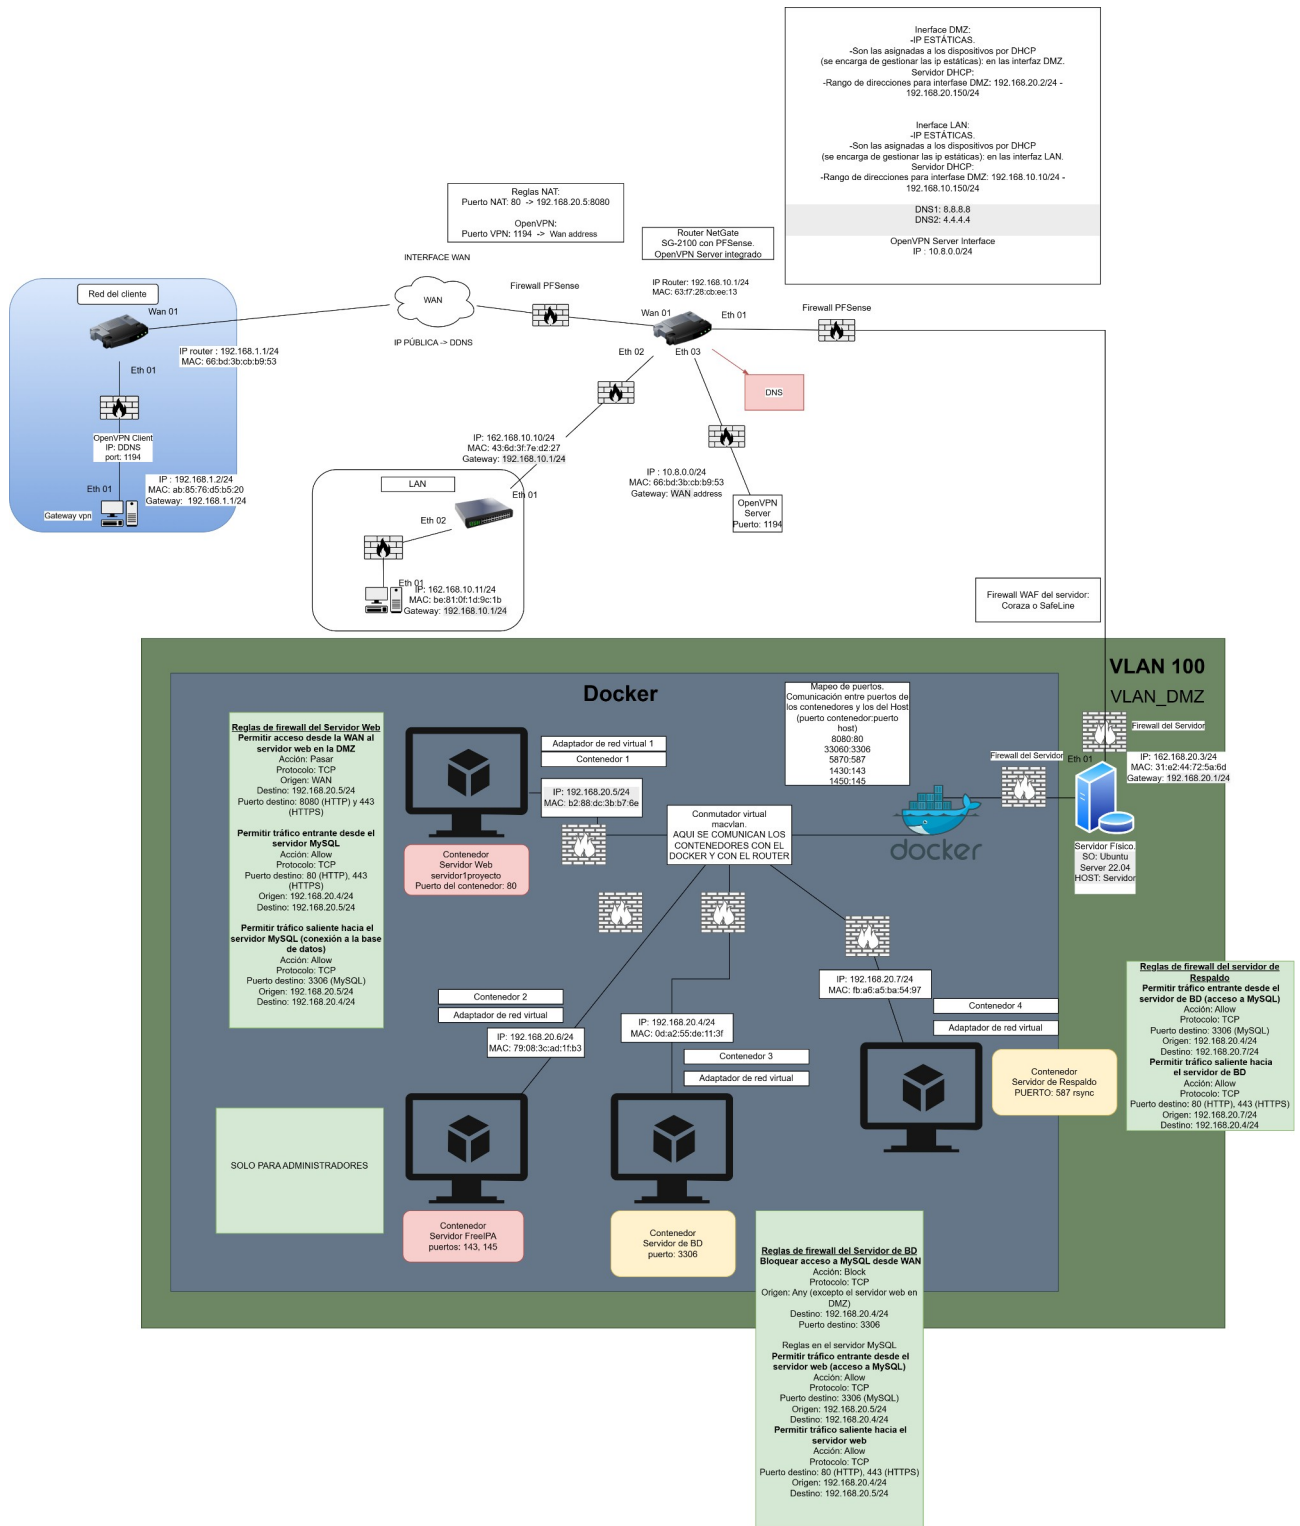 Inerface DMZ:
-IP ESTÁTICAS.
-Son las asignadas a los dispositivos por DHCP
(se encarga de gestionar las ip estáticas): en las interfaz DMZ.
Servidor DHCP:
-Rango de direcciones para interfase DMZ: 192.168.20.2/24 -
192.168.20.150/24
Inerface LAN:
-IP ESTÁTICAS.
-Son las asignadas a los dispositivos por DHCP
(se encarga de gestionar las ip estáticas): en las interfaz LAN.
Servidor DHCP:
-Rango de direcciones para interfase DMZ: 192.168.10.10/24 -
192.168.10.150/24
DNS1: 8.8.8.8
DNS2: 4.4.4.4
OpenVPN Server Interface
IP : 10.8.0.0/24
Reglas NAT:
Puerto NAT: 80 -> 192.168.20.5:8080
OpenVPN:
Puerto VPN: 1194 -> Wan address
Router NetGate
SG-2100 con PFSense.
OpenVPN Server integrado
INTERFACE WAN
WAN
IP PÚBLICA -> DDNS
Firewall PFSense
IP Router: 192.168.10.1/24
MAC: 63:f7:28:cb:ee:13
Wan 01
Eth 01
Eth 02
Eth 03
Firewall PFSense
DNS
Red del cliente
Wan 01
IP router : 192.168.1.1/24
MAC: 66:bd:3b:cb:b9:53
Eth 01
OpenVPN Client
IP: DDNS
port: 1194
IP : 192.168.1.2/24
MAC: ab:85:76:d5:b5:20
Gateway: 192.168.1.1/24
Eth 01
Gateway vpn
IP: 162.168.10.10/24
MAC: 43:6d:3f:7e:d2:27
Gateway: 192.168.10.1/24
LAN
Eth 01
Eth 02
Eth 01
IP: 162.168.10.11/24
MAC: be:81:0f:1d:9c:1b
Gateway: 192.168.10.1/24
IP : 10.8.0.0/24
MAC: 66:bd:3b:cb:b9:53
Gateway: WAN address
OpenVPN
Server
Puerto: 1194
Firewall WAF del servidor:
Coraza o SafeLine
VLAN 100
VLAN_DMZ
Docker
Mapeo de puertos.
Comunicación entre puertos de
los contenedores y los del Host
(puerto contenedor:puerto
host)
8080:80
33060:3306
5870:587
1430:143
1450:145
Firewall del Servidor
Firewall del Servidor
Eth 01
IP: 162.168.20.3/24
MAC: 31:e2:44:72:5a:6d
Gateway: 192.168.20.1/24
Servidor Físico.
SO: Ubuntu
Server 22.04
HOST: Servidor
docker
Reglas de firewall del Servidor Web
Permitir acceso desde la WAN al
servidor web en la DMZ
Acción: Pasar
Protocolo: TCP
Origen: WAN
Destino: 192.168.20.5/24
Puerto destino: 8080 (HTTP) y 443
(HTTPS)
Permitir tráfico entrante desde el
servidor MySQL
Acción: Allow
Protocolo: TCP
Puerto destino: 80 (HTTP), 443
(HTTPS)
Origen: 192.168.20.4/24
Destino: 192.168.20.5/24
Permitir tráfico saliente hacia el
servidor MySQL (conexión a la base
de datos)
Acción: Allow
Protocolo: TCP
Puerto destino: 3306 (MySQL)
Origen: 192.168.20.5/24
Destino: 192.168.20.4/24
Adaptador de red virtual 1
Contenedor 1
IP: 192.168.20.5/24
MAC: b2:88:dc:3b:b7:6e
Contenedor
Servidor Web
servidor1proyecto
Puerto del contenedor: 80
Conmutador virtual
macvlan.
AQUI SE COMUNICAN LOS
CONTENEDORES CON EL
DOCKER Y CON EL ROUTER
Contenedor 2
Adaptador de red virtual
IP: 192.168.20.6/24
MAC: 79:08:3c:ad:1f:b3
IP: 192.168.20.4/24
MAC: 0d:a2:55:de:11:3f
Contenedor 3
Adaptador de red virtual
IP: 192.168.20.7/24
MAC: fb:a6:a5:ba:54:97
Contenedor 4
Adaptador de red virtual
Contenedor
Servidor de Respaldo
PUERTO: 587 rsync
Reglas de firewall del servidor de
Respaldo
Permitir tráfico entrante desde el
servidor de BD (acceso a MySQL)
Acción: Allow
Protocolo: TCP
Puerto destino: 3306 (MySQL)
Origen: 192.168.20.4/24
Destino: 192.168.20.7/24
Permitir tráfico saliente hacia
el servidor de BD
Acción: Allow
Protocolo: TCP
Puerto destino: 80 (HTTP), 443 (HTTPS)
Origen: 192.168.20.7/24
Destino: 192.168.20.4/24
SOLO PARA ADMINISTRADORES
Contenedor
Servidor FreeIPA
puertos: 143, 145
Contenedor
Servidor de BD
puerto: 3306
Reglas de firewall del Servidor de BD
Bloquear acceso a MySQL desde WAN
Acción: Block
Protocolo: TCP
Origen: Any (excepto el servidor web en
DMZ)
Destino: 192.168.20.4/24
Puerto destino: 3306
Reglas en el servidor MySQL
Permitir tráfico entrante desde el
servidor web (acceso a MySQL)
Acción: Allow
Protocolo: TCP
Puerto destino: 3306 (MySQL)
Origen: 192.168.20.5/24
Destino: 192.168.20.4/24
Permitir tráfico saliente hacia el
servidor web
Acción: Allow
Protocolo: TCP
Puerto destino: 80 (HTTP), 443 (HTTPS)
Origen: 192.168.20.4/24
Destino: 192.168.20.5/24